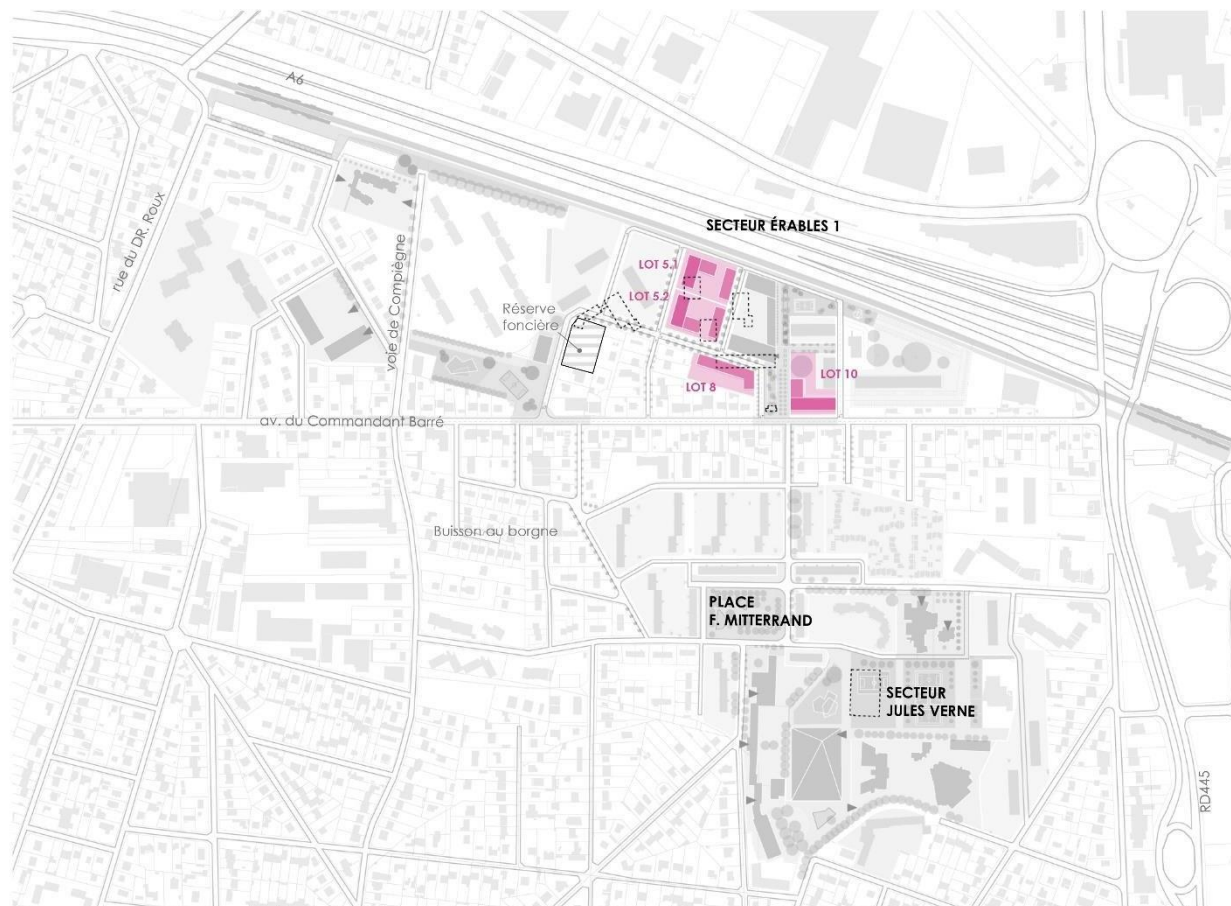 A6
SECTEUR ÉRABLES 1
rue du DR. Roux
LOT 5.1
LOT 5.2
voie de Compiègne
Réserve
foncière
LOT 8
LOT 10
av. du Commandant Barré
Buisson au borgne
PLACE
F. MITTERRAND
SECTEUR
JULES VERNE
RD445